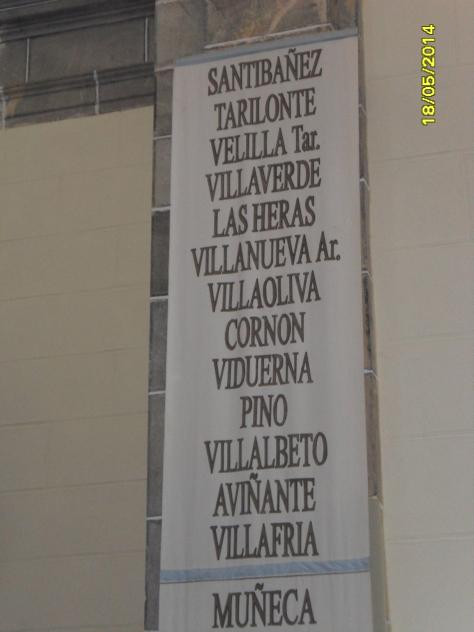 SANTIBAÑEZ
TARILONTE
VELILLA Tar.
VILLAVERDE
LAS HERAS
VILLANUEVA Ar.
VILLAOLIVA
CORNON
VIDUERNA
PINO
VILLALBETO
AVIÑANTE
VILLAFRIA
MUÑECA
18/05/2014